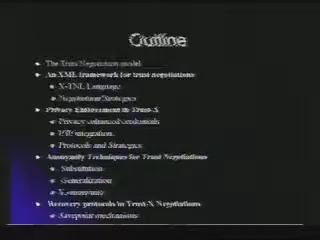 Outline
The Trust Negotiation model
An XML framework for trust negotiations
X-TNL Language
Negotiation Strategies
Privacy Enforcement in Trust-X
Privacy enhanced credentials
P3P integration
Protocols and Strategies
Anonymity Techniques for Trust Negotiations
Substitution
Generalization
K-anonymity
Recovery protocols in Trust-X Negotiations
Savepoint mechanisms